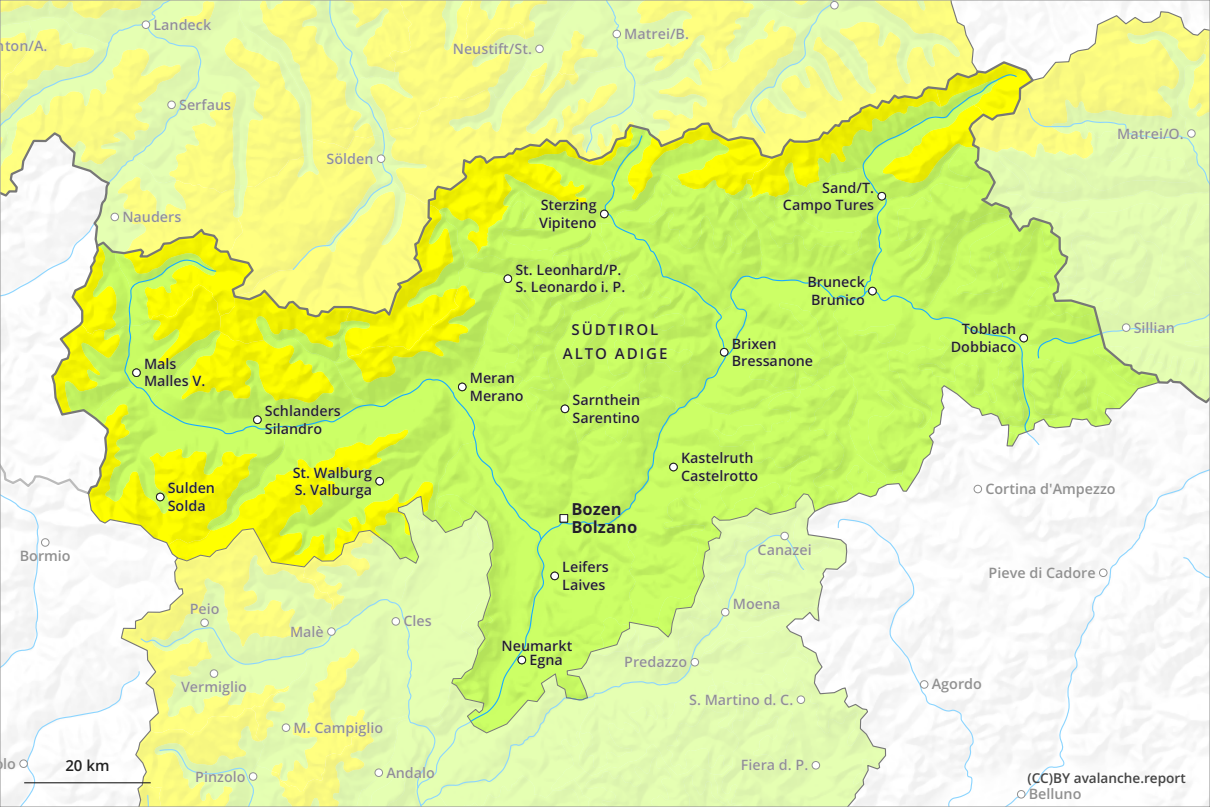 Landeck
Matrei/B.
Neustift/St.
nton/A.
Serfaus
Matrei/O.
Sölden
Sand/T.
Campo Tures
Sterzing
Vipiteno
Nauders
St. Leonhard/P.
S. Leonardo i. P.
Bruneck
Brunico
SÜDTIROL
ALTO ADIGE
Toblach
Dobbiaco
Sillian
Brixen
Bressanone
Mals
Malles V.
Meran
Merano
Schlanders
Silandro
Sarnthein
Sarentino
Kastelruth
Castelrotto
St. Walburg
S. Valburga
Sulden
Solda
Cortina d'Ampezzo
Bozen
Bolzano
Bormio
Canazei
Leifers
Laives
Pieve di Cadore
Peio
Moena
Cles
Malè
Neumarkt
Egna
Predazzo
Vermiglio
Agordo
S. Martino d. C.
M. Campiglio
20 km
olo
Pinzolo
Andalo
Fiera d. P.
(CC)BY avalanche.report
Belluno